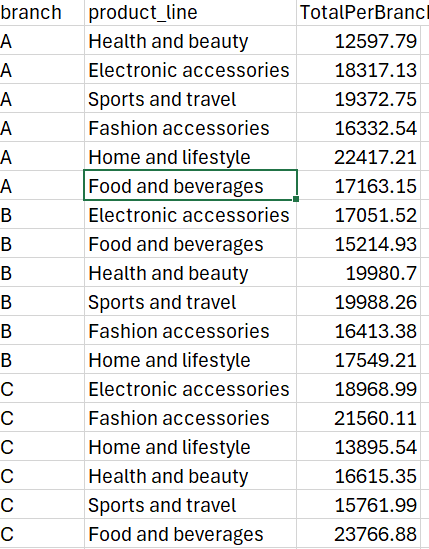 branch product_line TotalPerBranch
A Health and beauty 12597.79
A Electronic accessories 18317.13
A Sports and travel 19372.75
A Fashion accessories 16332.54
A Home and lifestyle 22417.21
A Food and beverages 17163.15
B Electronic accessories 17051.52
B Food and beverages 15214.93
B Health and beauty 19980.7
B Sports and travel 19988.26
B Fashion accessories 16413.38
B Home and lifestyle 17549.21
C Electronic accessories 18968.99
C Fashion accessories 21560.11
C Home and lifestyle 13895.54
C Health and beauty 16615.35
C Sports and travel 15761.99
C Food and beverages 23766.88